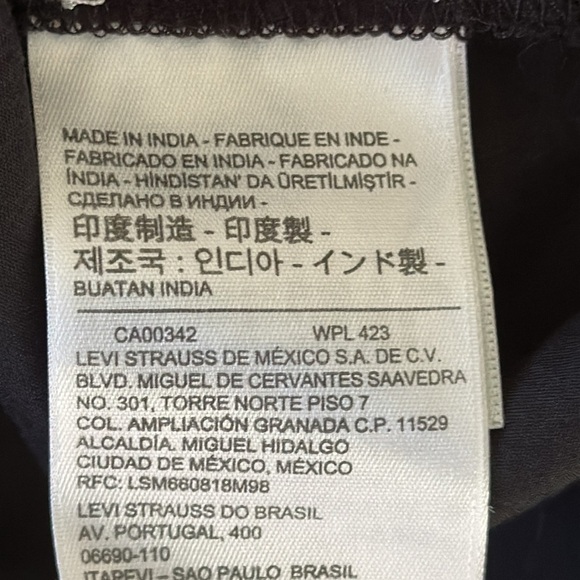 MADE IN INDIA - FABRIQUE EN INDE -
FABRICADO EN INDIA - FABRICADO NA
ÍNDIA - HİNDİSTAN' DA ÜRETİLMİŞTİR -
СДЕЛАНО В ИНДИИ -
印度制造 - 印度製 -
제조국 : 인디아 - インド製 -
BUATAN INDIA
CA00342 WPL 423
LEVI STRAUSS DE MÉXICO S.A. DE C.V.
BLVD. MIGUEL DE CERVANTES SAAVEDRA
NO. 301, TORRE NORTE PISO 7
COL. AMPLIACIÓN GRANADA C.P. 11529
ALCALDÍA. MIGUEL HIDALGO
CIUDAD DE MÉXICO, MÉXICO
RFC: LSM660818M98
LEVI STRAUSS DO BRASIL
AV. PORTUGAL, 400
06690-110
ITAPEVI – SAO PAULO BRASIL